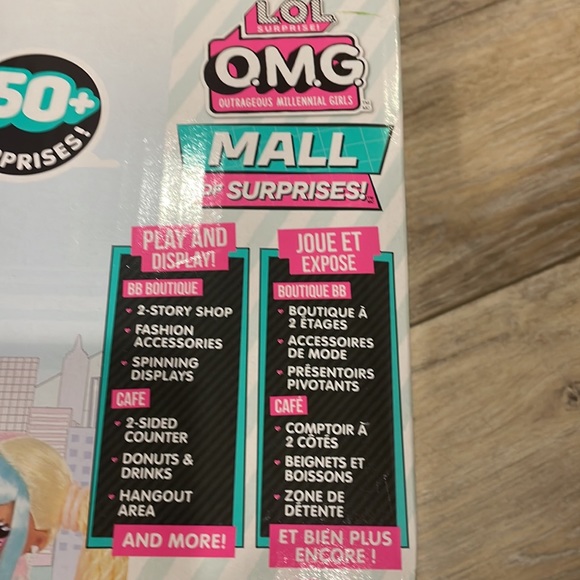 LOL
SURPRISE!
O.M.G.
OUTRAGEOUS MILLENNIAL GIRLS
50+
PRISES!
MALL
OF SURPRISES!
PLAY AND
DISPLAY!
BB BOUTIQUE
2-STORY SHOP
FASHION
ACCESSORIES
SPINNING
DISPLAYS
CAFE
2-SIDED
COUNTER
DONUTS &
DRINKS
HANGOUT
AREA
AND MORE!
JOUE ET
EXPOSE
BOUTIQUE BB
BOUTIQUE À
2 ÉTAGES
ACCESSOIRES
DE MODE
PRÉSENTOIRS
PIVOTANTS
CAFÉ
COMPTOIR À
2 CÔTÉS
BEIGNETS ET
BOISSONS
ZONE DE
DÉTENTE
ET BIEN PLUS
ENCORE !